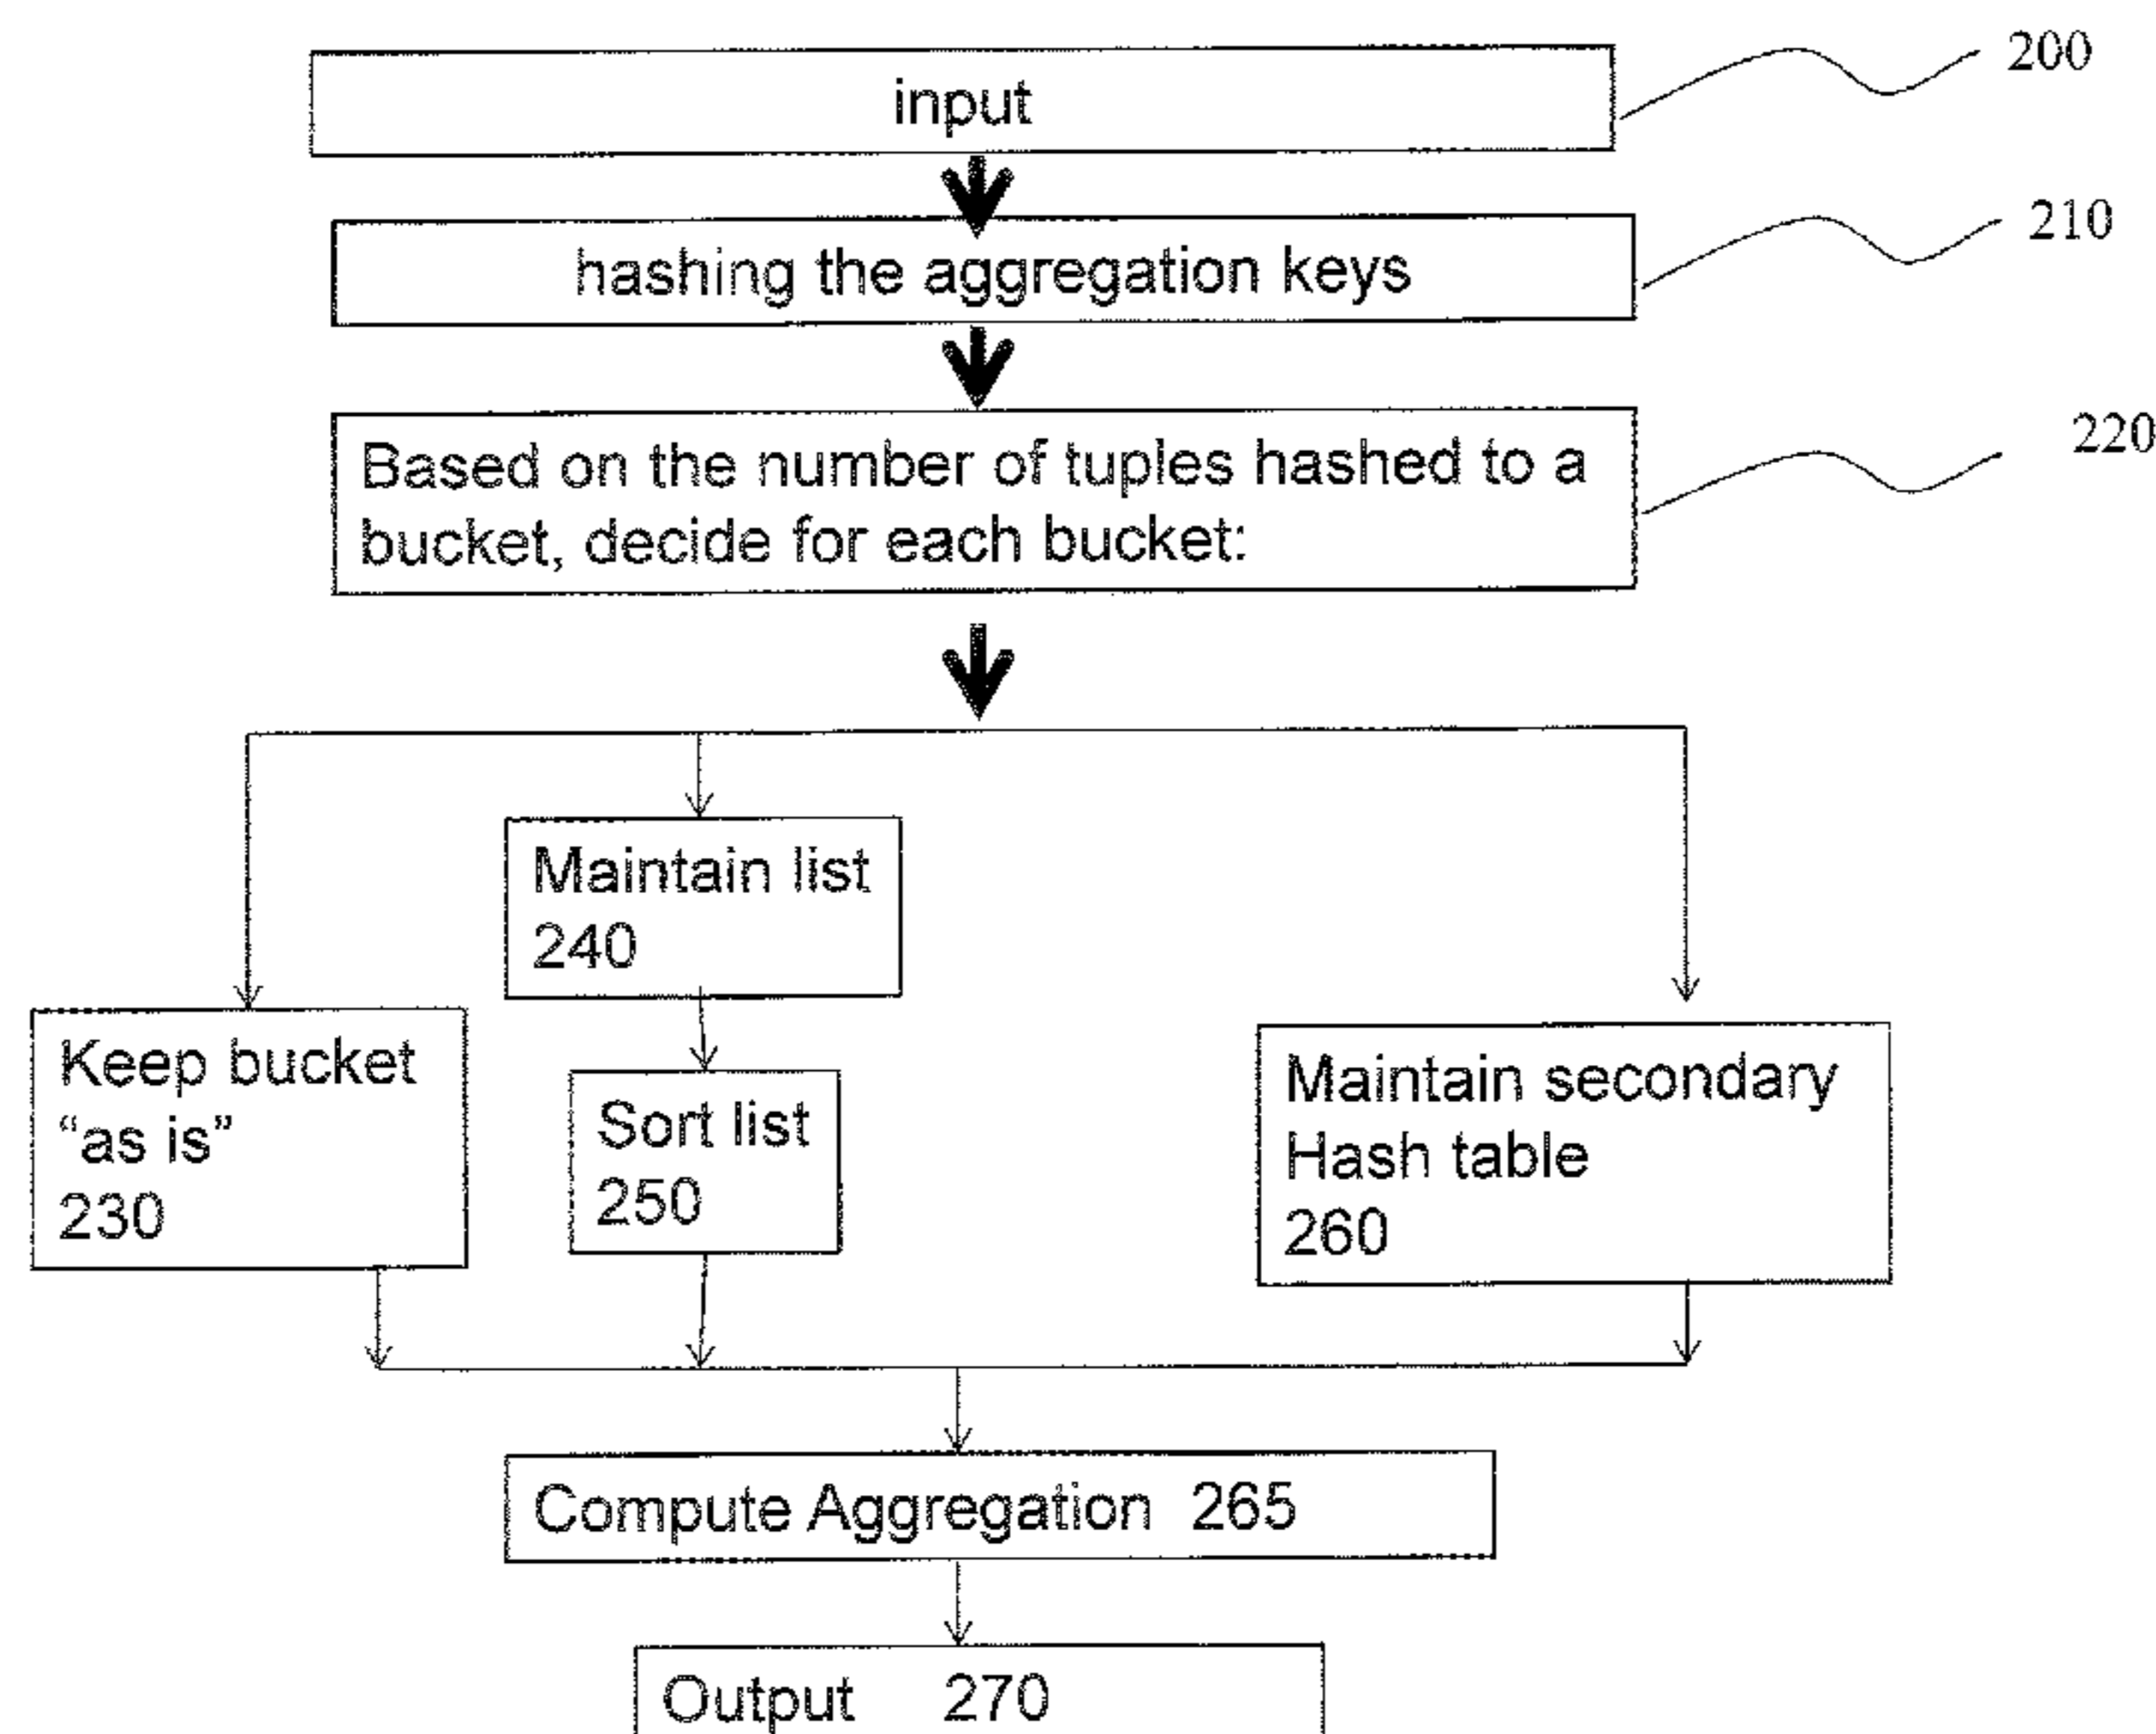 input
200
hashing the aggregation keys
210
Based on the number of tuples hashed to a
bucket, decide for each bucket:
220
Maintain list
240
Keep bucket
“as is”
230
Sort list
250
Maintain secondary
Hash table
260
Compute Aggregation 265
Output 270